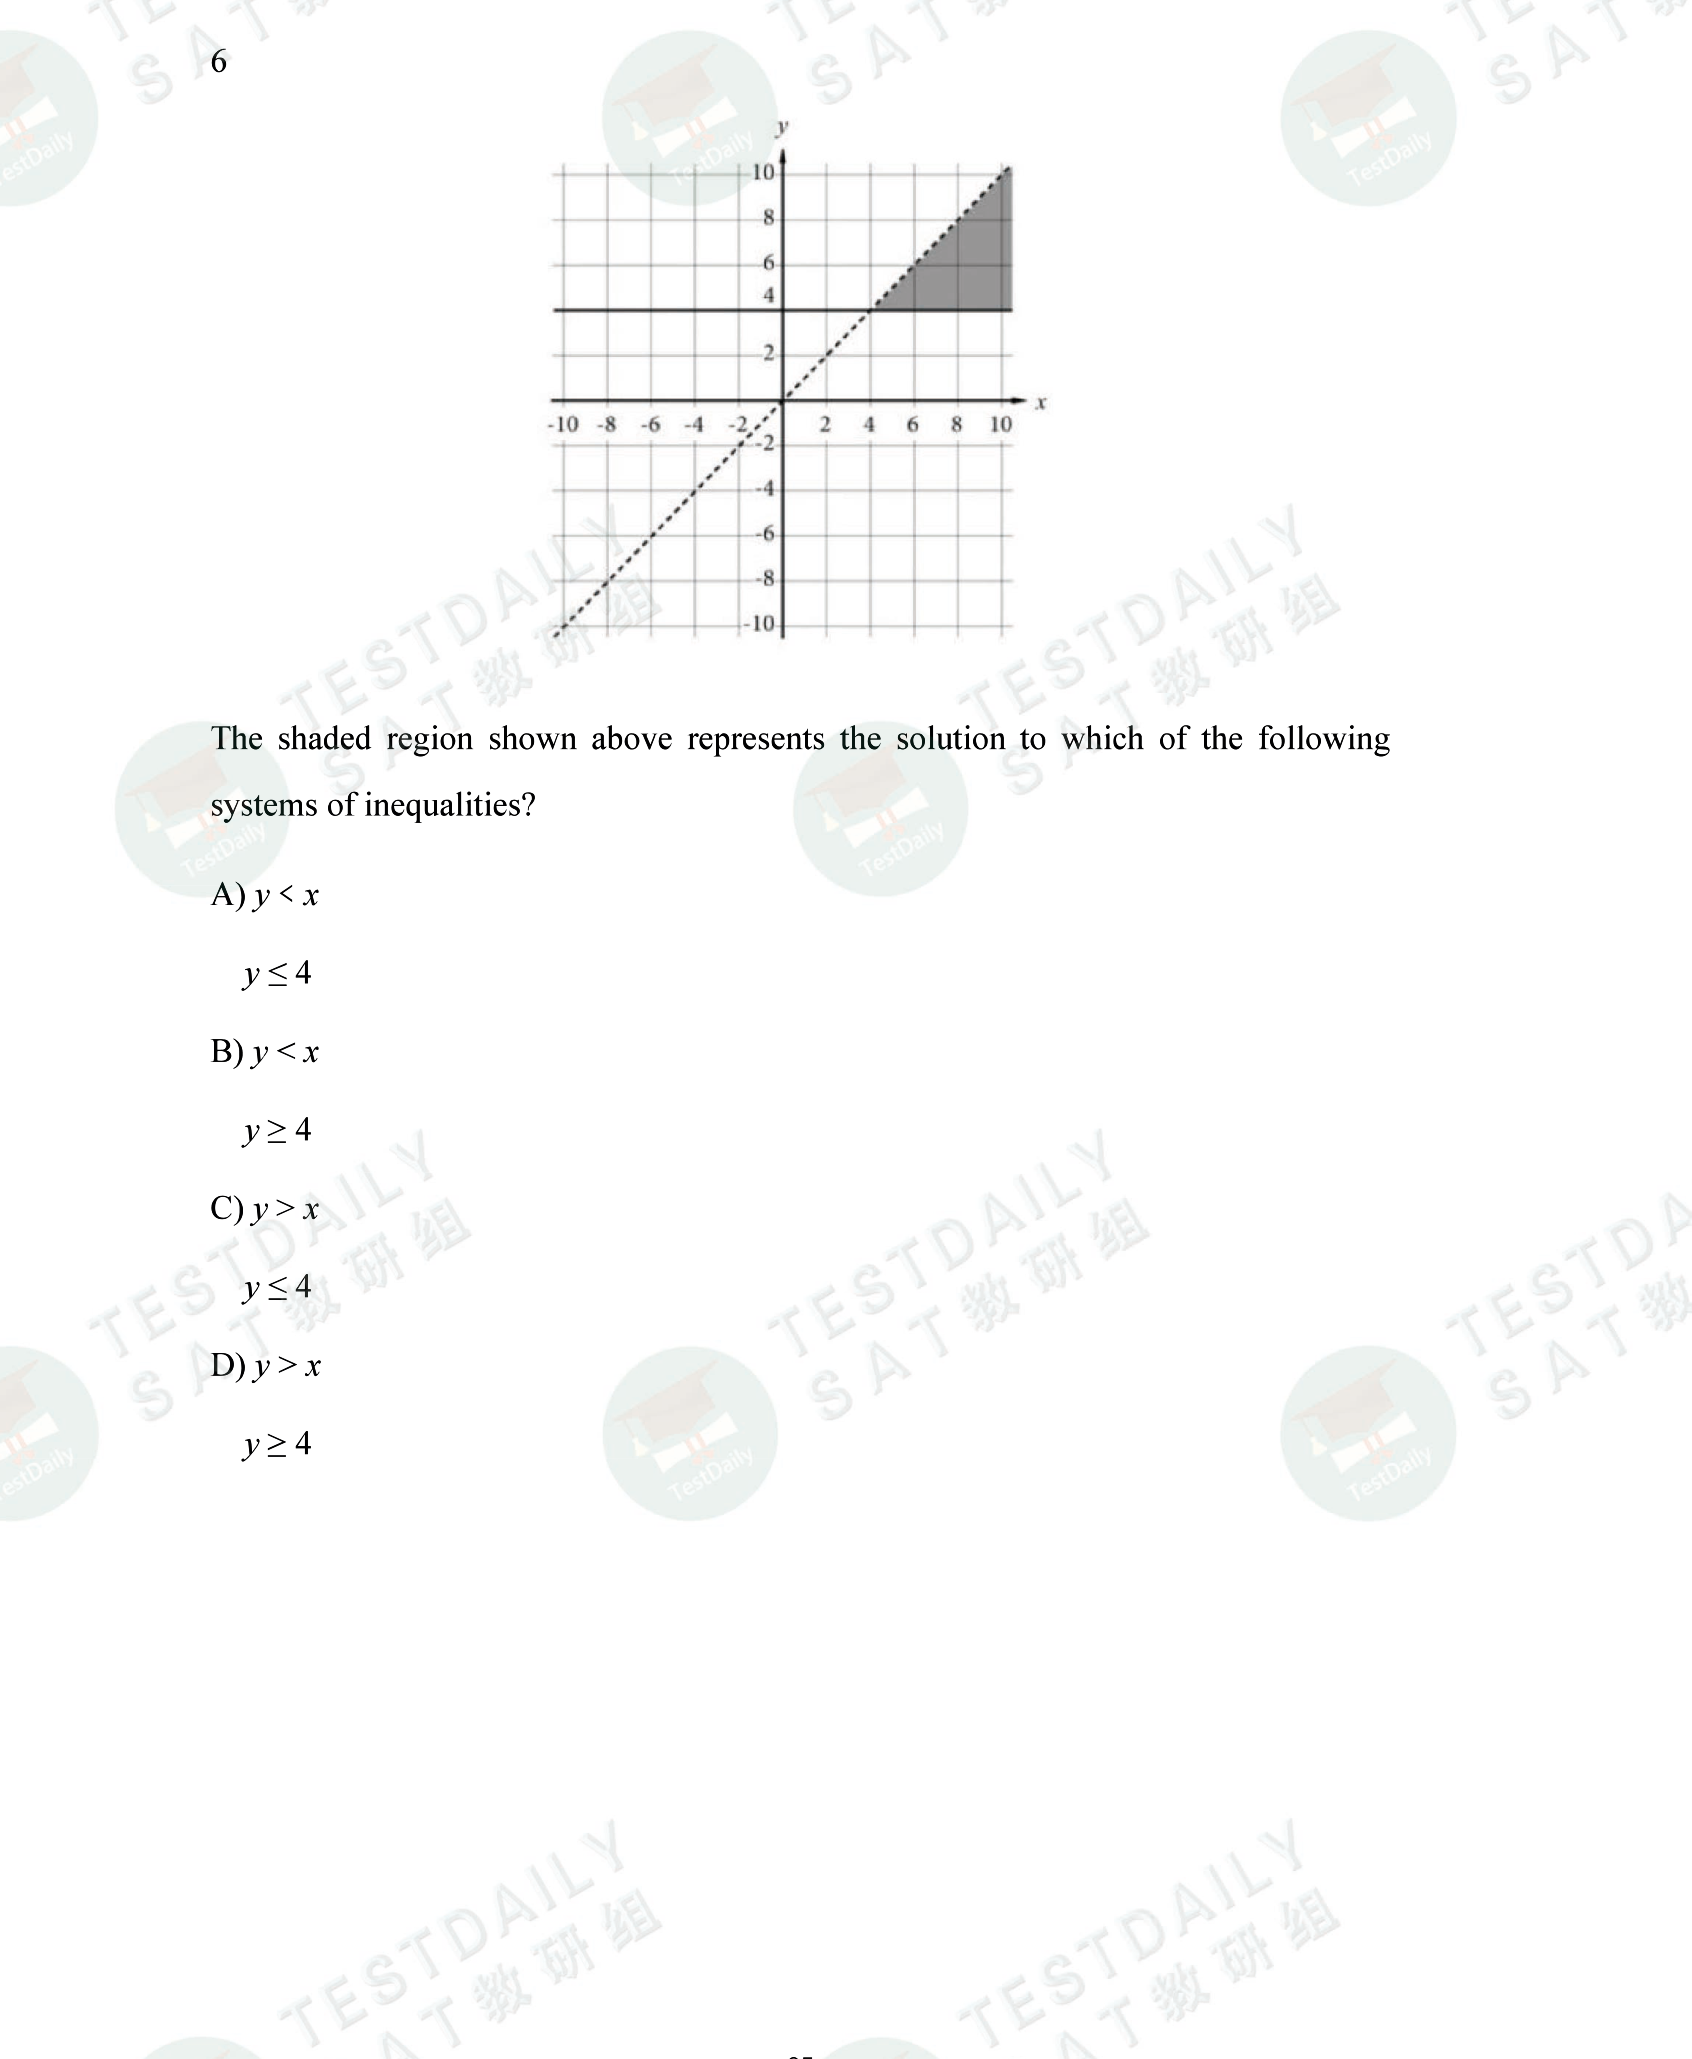 TESTDAILY
SAT教研组
TestDaily
6
y
10
8
6
4
2
x
-10 -8 -6 -4 -2 2 4 6 8 10
-2
-4
-6
-8
-10
The shaded region shown above represents the solution to which of the following
systems of inequalities?
A) y < x
y ≤ 4
B) y < x
y ≥ 4
C) y > x
y ≤ 4
D) y > x
y ≥ 4